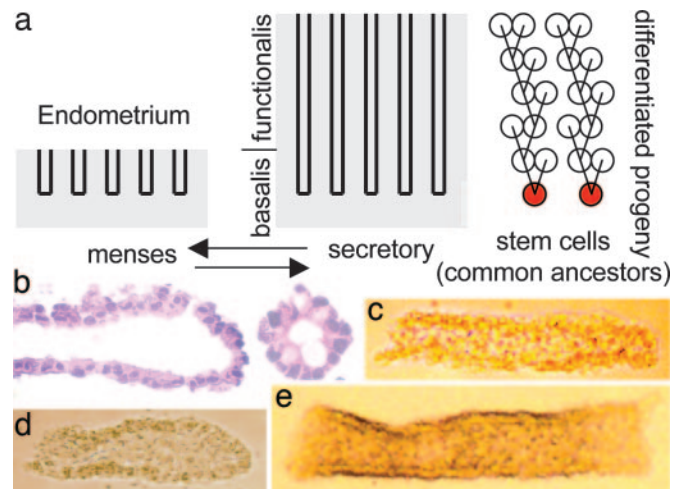 a
Endometrium
functionalis
basalis
differentiated progeny
menses
secretory
stem cells
(common ancestors)
b
c
d
e